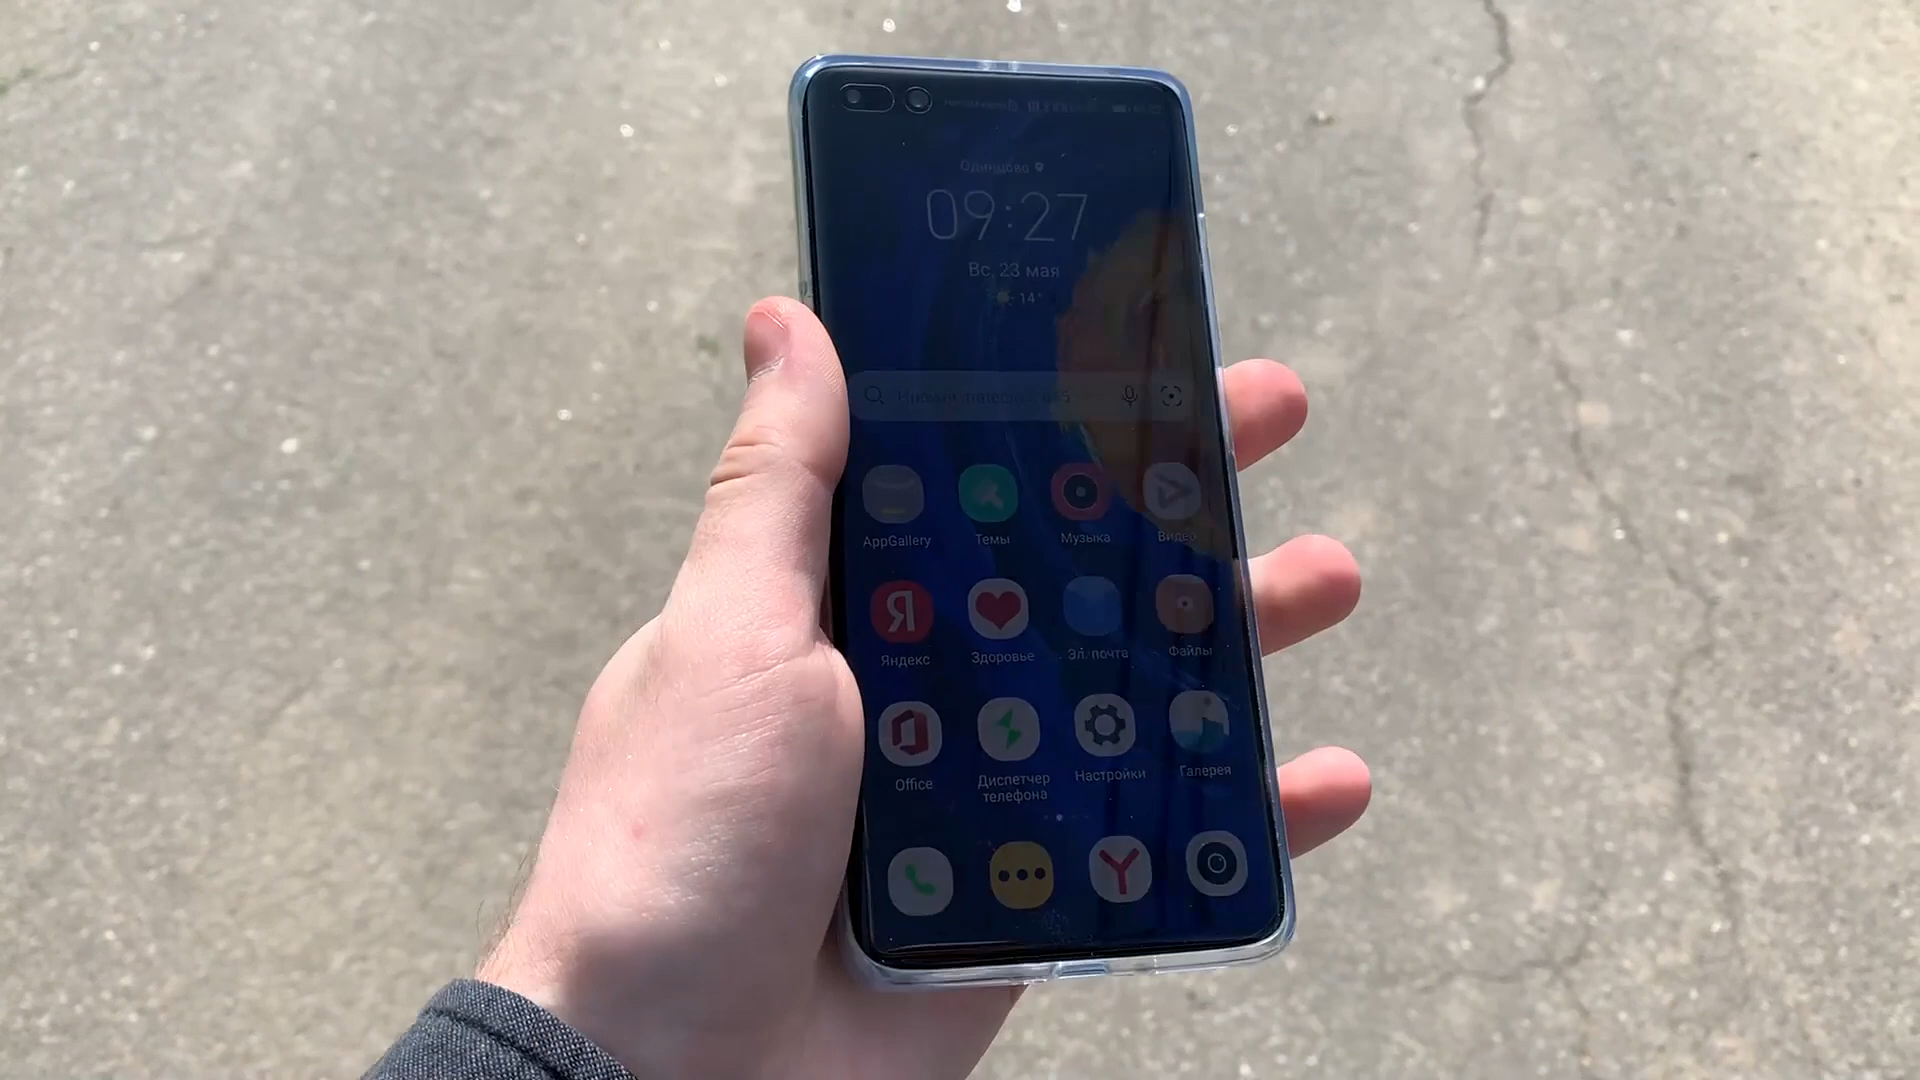 Одинцово
09:27
Вс, 23 мая
14°
AppGallery
Темы
Музыка
Видео
Я
Яндекс
Здоровье
Эл. почта
Файлы
Office
Диспетчер
телефона
Настройки
Галерея
Y